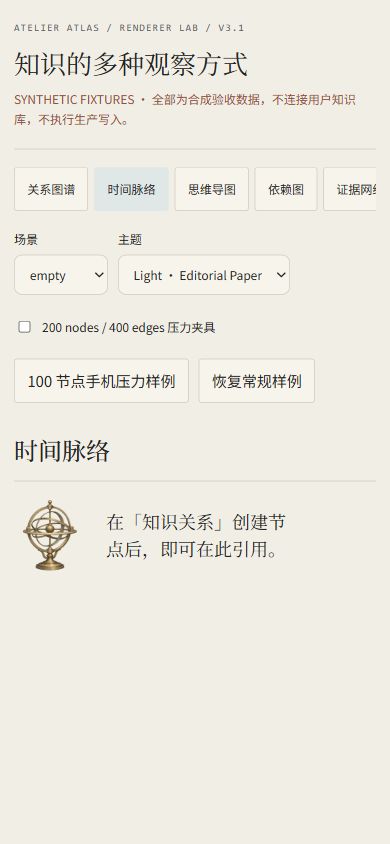 ATELIER ATLAS / RENDERER LAB / V3.1
知识的多种观察方式
SYNTHETIC FIXTURES · 全部为合成验收数据，不连接用户知识
库，不执行生产写入。
关系图谱
时间脉络
思维导图
依赖图
证据网络
场景
主题
empty
Light · Editorial Paper
200 nodes / 400 edges 压力夹具
100 节点手机压力样例
恢复常规样例
时间脉络
在「知识关系」创建节
点后，即可在此引用。